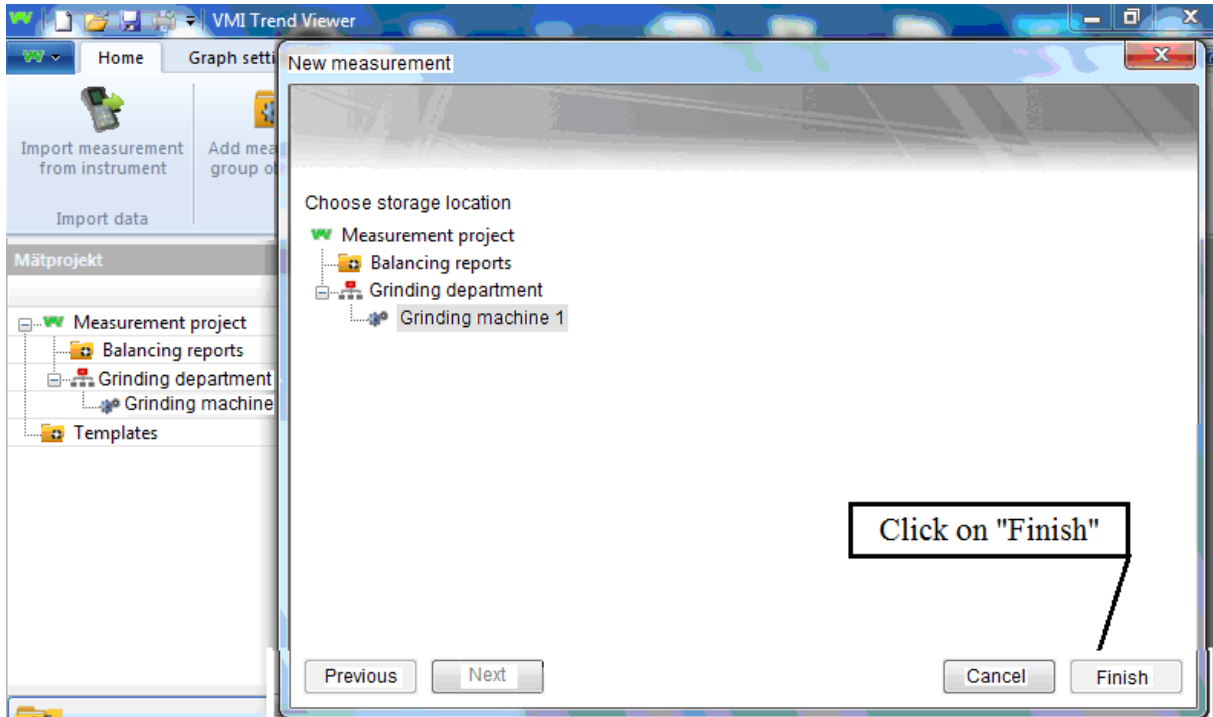 VMI Trend Viewer
Home
Graph setti
Import measurement
from instrument
Add mea
group o
Import data
Mätprojekt
Measurement project
Balancing reports
Grinding department
Grinding machine
Templates
New measurement
Choose storage location
Measurement project
Balancing reports
Grinding department
Grinding machine 1
Click on "Finish"
Previous
Next
Cancel
Finish